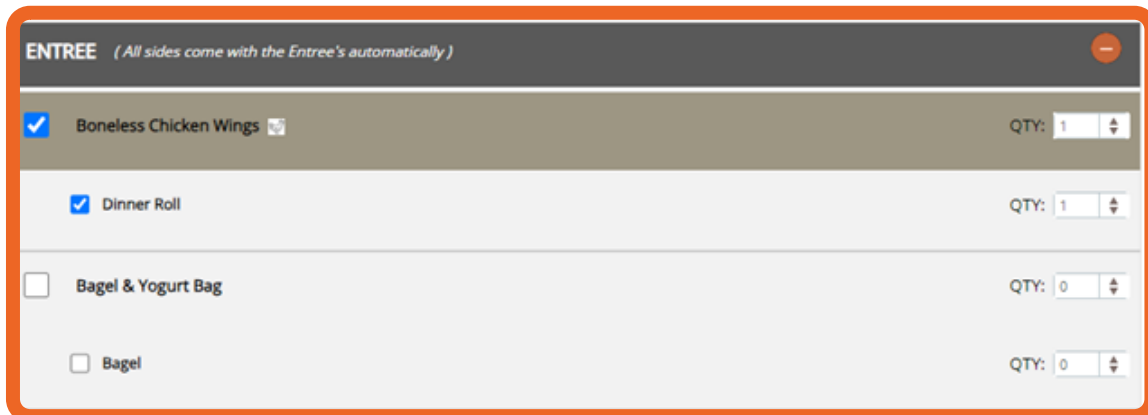 ENTREE ( All sides come with the Entree's automatically )
Boneless Chicken Wings QTY: 1
Dinner Roll QTY: 1
Bagel & Yogurt Bag QTY: 0
Bagel QTY: 0